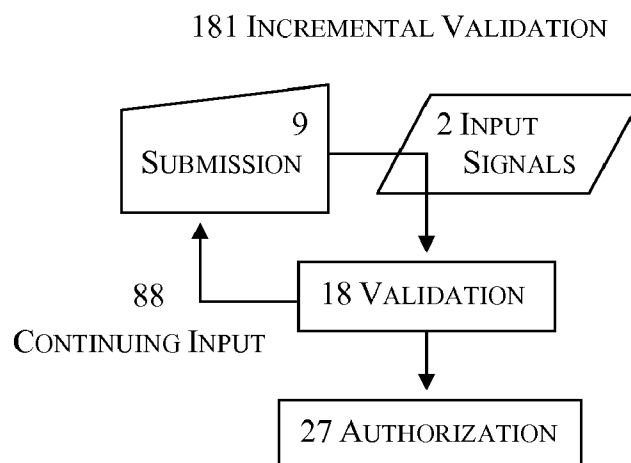 181 INCREMENTAL VALIDATION
9
SUBMISSION
2 INPUT
SIGNALS
88
CONTINUING INPUT
18 VALIDATION
27 AUTHORIZATION